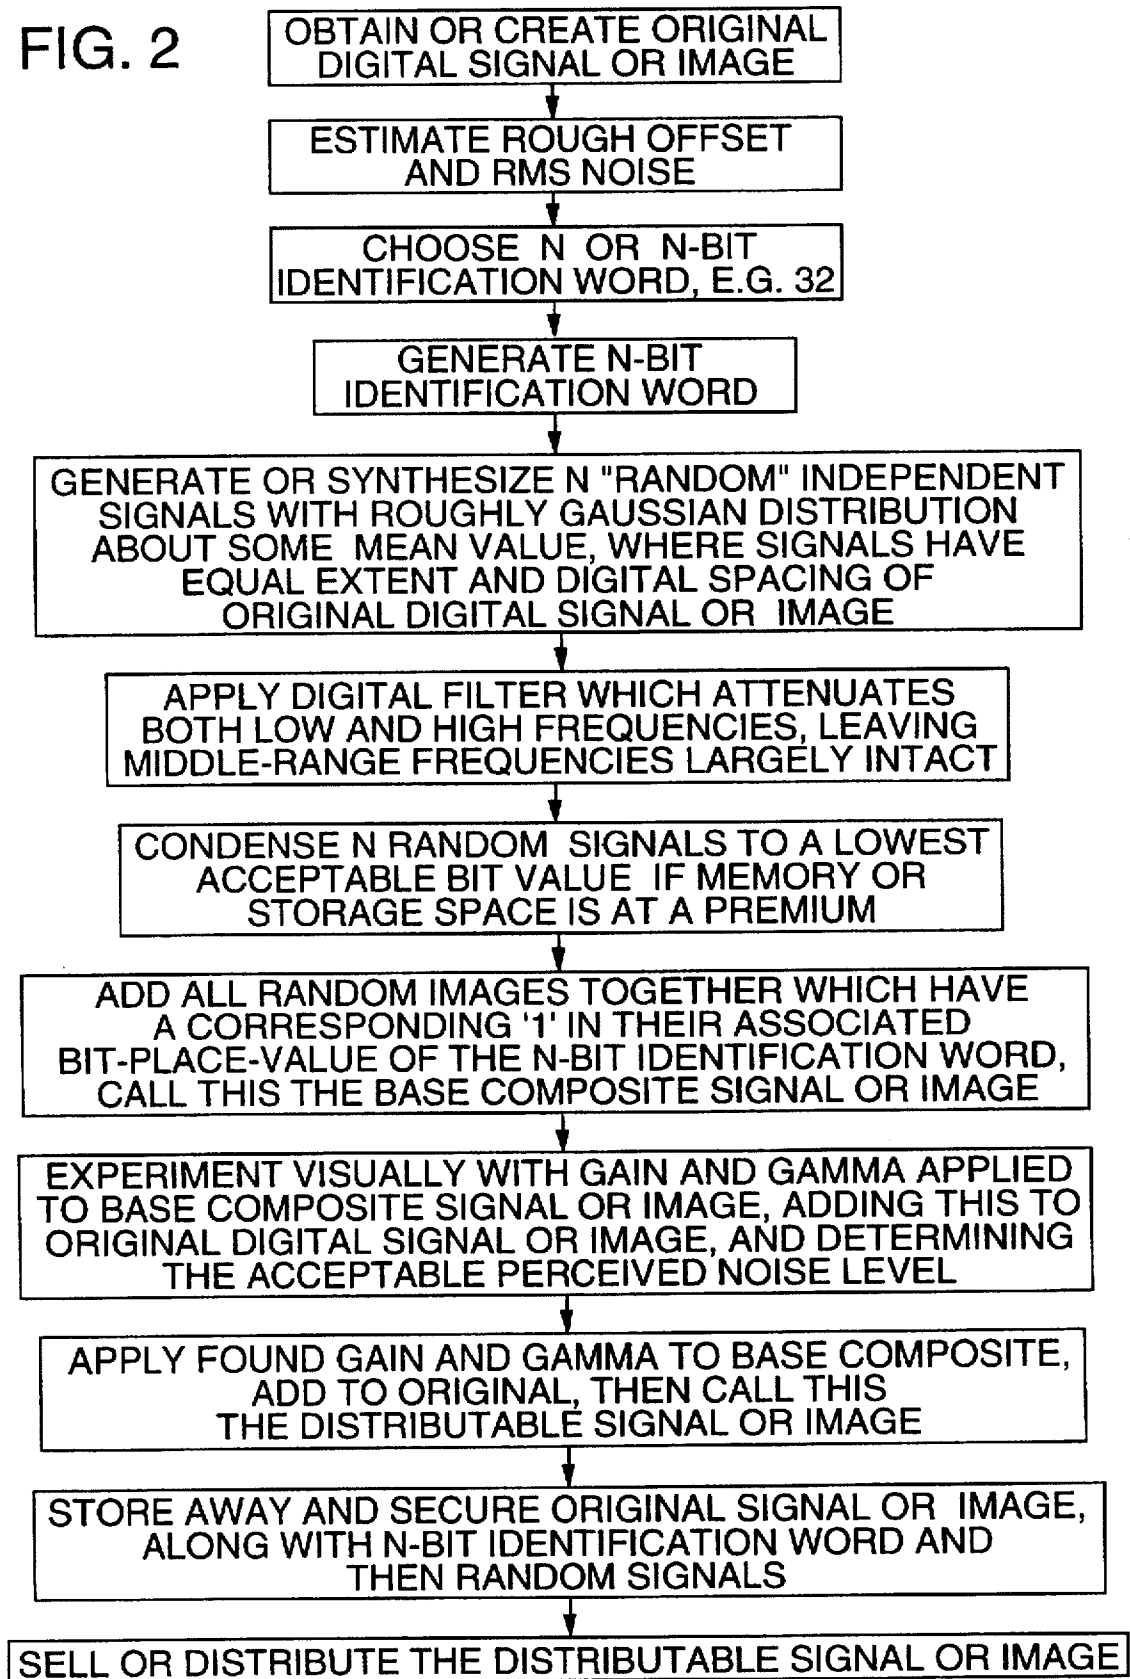 FIG. 2
OBTAIN OR CREATE ORIGINAL
DIGITAL SIGNAL OR IMAGE
ESTIMATE ROUGH OFFSET
AND RMS NOISE
CHOOSE N OR N-BIT
IDENTIFICATION WORD, E.G. 32
GENERATE N-BIT
IDENTIFICATION WORD
GENERATE OR SYNTHESIZE N "RANDOM" INDEPENDENT
SIGNALS WITH ROUGHLY GAUSSIAN DISTRIBUTION
ABOUT SOME MEAN VALUE, WHERE SIGNALS HAVE
EQUAL EXTENT AND DIGITAL SPACING OF
ORIGINAL DIGITAL SIGNAL OR IMAGE
APPLY DIGITAL FILTER WHICH ATTENUATES
BOTH LOW AND HIGH FREQUENCIES, LEAVING
MIDDLE-RANGE FREQUENCIES LARGELY INTACT
CONDENSE N RANDOM SIGNALS TO A LOWEST
ACCEPTABLE BIT VALUE IF MEMORY OR
STORAGE SPACE IS AT A PREMIUM
ADD ALL RANDOM IMAGES TOGETHER WHICH HAVE
A CORRESPONDING '1' IN THEIR ASSOCIATED
BIT-PLACE-VALUE OF THE N-BIT IDENTIFICATION WORD,
CALL THIS THE BASE COMPOSITE SIGNAL OR IMAGE
EXPERIMENT VISUALLY WITH GAIN AND GAMMA APPLIED
TO BASE COMPOSITE SIGNAL OR IMAGE, ADDING THIS TO
ORIGINAL DIGITAL SIGNAL OR IMAGE, AND DETERMINING
THE ACCEPTABLE PERCEIVED NOISE LEVEL
APPLY FOUND GAIN AND GAMMA TO BASE COMPOSITE,
ADD TO ORIGINAL, THEN CALL THIS
THE DISTRIBUTABLE SIGNAL OR IMAGE
STORE AWAY AND SECURE ORIGINAL SIGNAL OR IMAGE,
ALONG WITH N-BIT IDENTIFICATION WORD AND
THEN RANDOM SIGNALS
SELL OR DISTRIBUTE THE DISTRIBUTABLE SIGNAL OR IMAGE